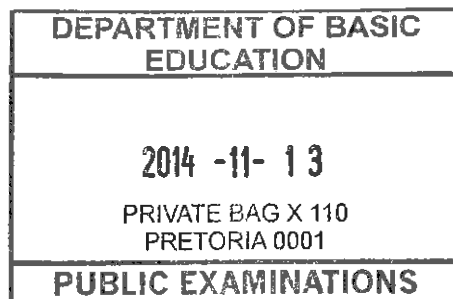 DEPARTMENT OF BASIC
EDUCATION
2014 -11- 13
PRIVATE BAG X 110
PRETORIA 0001
PUBLIC EXAMINATIONS